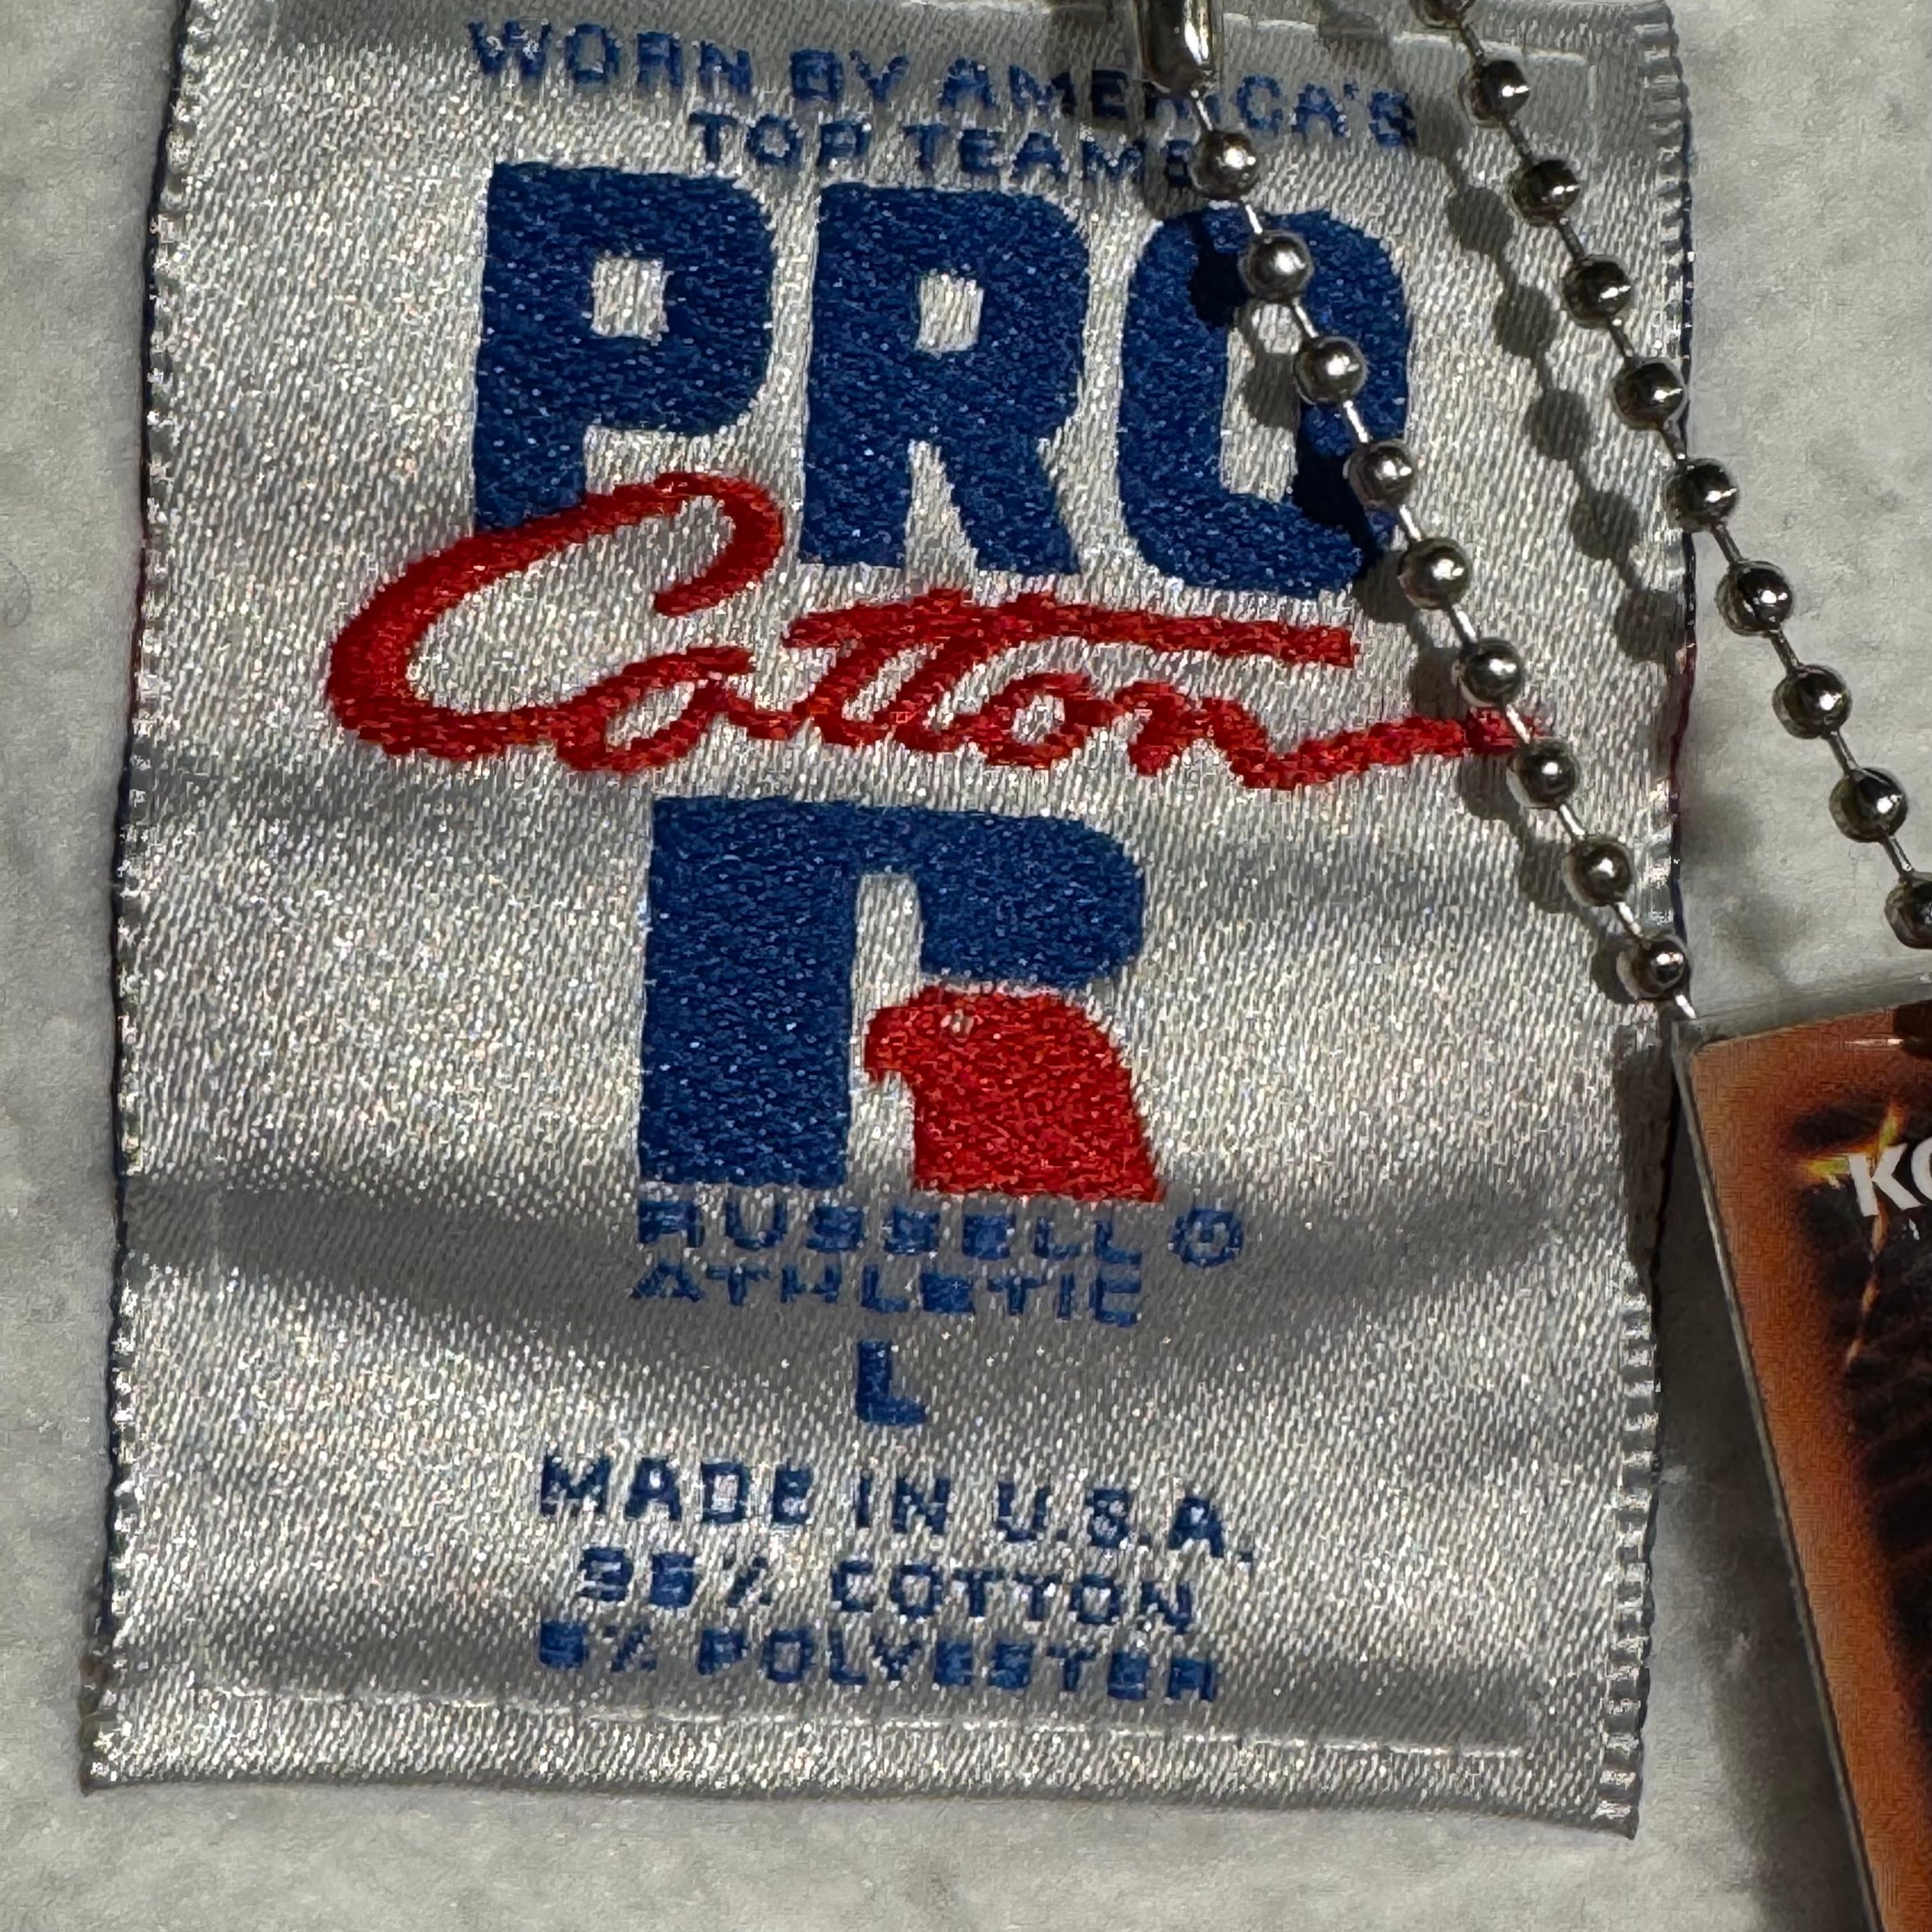 WORN BY AMERICA'S
TOP TEAMS
PRO
Cotton
RUSSELL ®
ATHLETIC
L
MADE IN U.S.A.
95% COTTON
5% POLYESTER